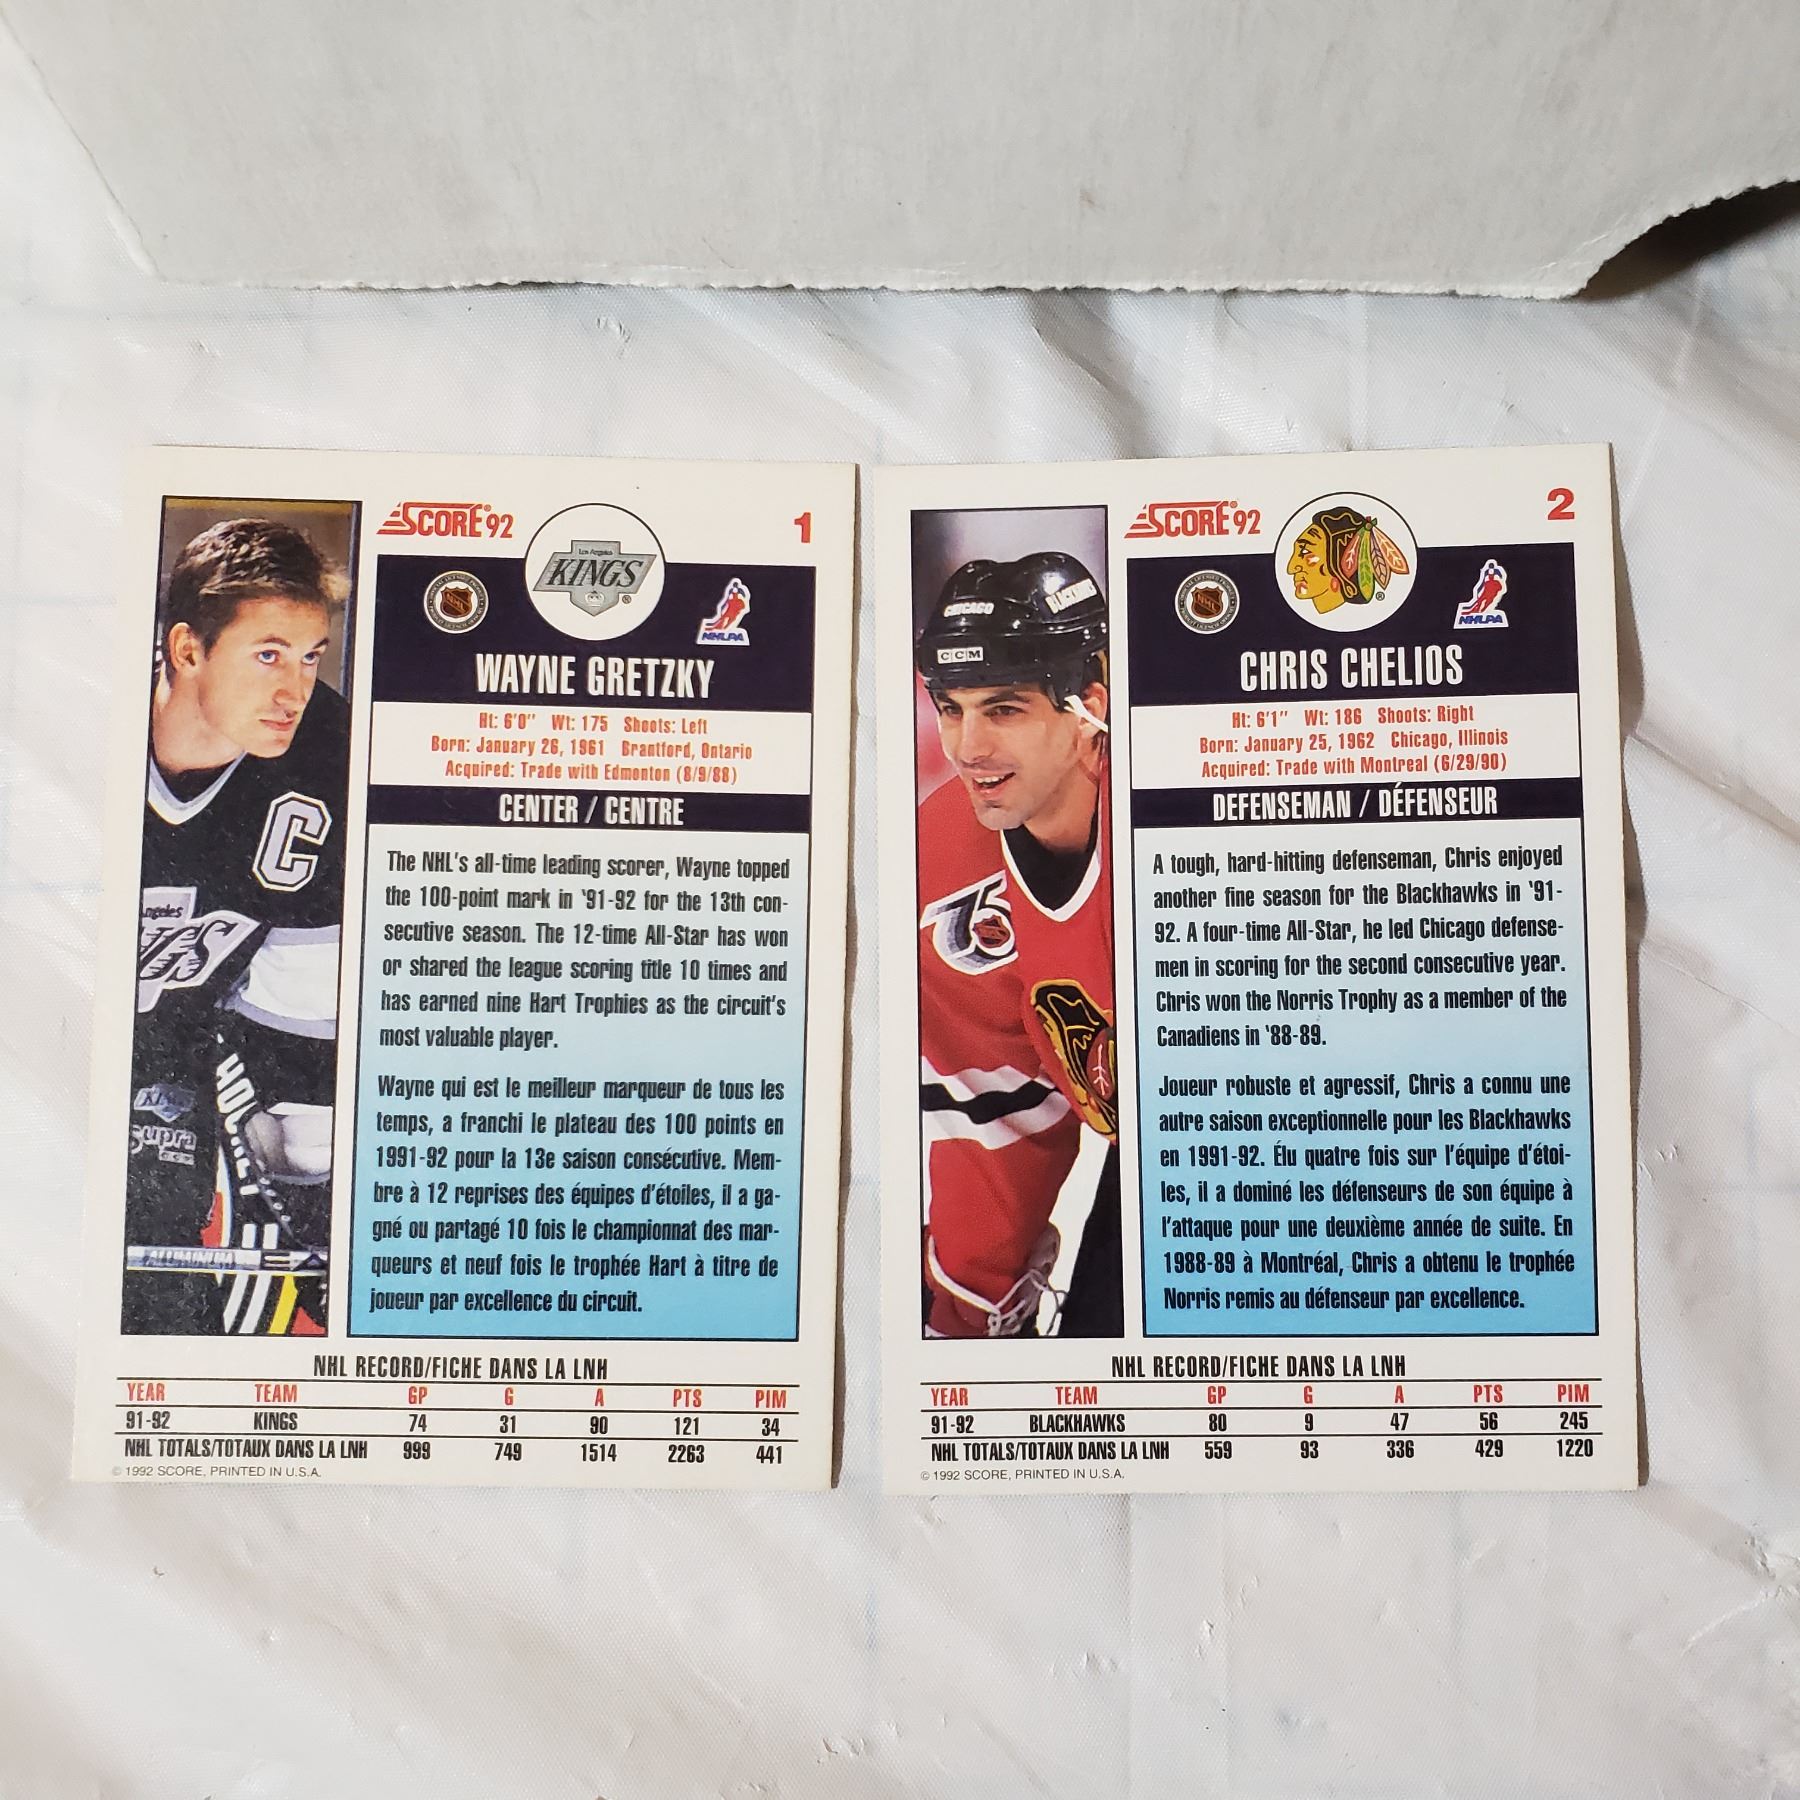 SCORE®92
1
Los Angeles
KINGS
®
NHL
NHLPA
WAYNE GRETZKY
Ht: 6'0" Wt: 175 Shoots: Left
Born: January 26, 1961 Brantford, Ontario
Acquired: Trade with Edmonton (8/9/88)
CENTER / CENTRE
The NHL's all-time leading scorer, Wayne topped
the 100-point mark in '91-92 for the 13th con-
secutive season. The 12-time All-Star has won
or shared the league scoring title 10 times and
has earned nine Hart Trophies as the circuit's
most valuable player.
Wayne qui est le meilleur marqueur de tous les
temps, a franchi le plateau des 100 points en
1991-92 pour la 13e saison consécutive. Mem-
bre à 12 reprises des équipes d'étoiles, il a ga-
gné ou partagé 10 fois le championnat des mar-
queurs et neuf fois le trophée Hart à titre de
joueur par excellence du circuit.
C
ngeles
GS
Supra
ALUMINUM
NHL RECORD/FICHE DANS LA LNH
YEAR TEAM GP G A PTS PIM
91-92 KINGS 74 31 90 121 34
NHL TOTALS/TOTAUX DANS LA LNH 999 749 1514 2263 441
© 1992 SCORE, PRINTED IN U.S.A.
SCORE®92
2
®
NHL
NHLPA
CHRIS CHELIOS
Ht: 6'1" Wt: 186 Shoots: Right
Born: January 25, 1962 Chicago, Illinois
Acquired: Trade with Montreal (6/29/90)
DEFENSEMAN / DÉFENSEUR
A tough, hard-hitting defenseman, Chris enjoyed
another fine season for the Blackhawks in '91-
92. A four-time All-Star, he led Chicago defense-
men in scoring for the second consecutive year.
Chris won the Norris Trophy as a member of the
Canadiens in '88-89.
Joueur robuste et agressif, Chris a connu une
autre saison exceptionnelle pour les Blackhawks
en 1991-92. Élu quatre fois sur l'équipe d'étoi-
les, il a dominé les défenseurs de son équipe à
l'attaque pour une deuxième année de suite. En
1988-89 à Montréal, Chris a obtenu le trophée
Norris remis au défenseur par excellence.
CHICAGO
BLACKHAWKS
CCM
75
NHL RECORD/FICHE DANS LA LNH
YEAR TEAM GP G A PTS PIM
91-92 BLACKHAWKS 80 9 47 56 245
NHL TOTALS/TOTAUX DANS LA LNH 559 93 336 429 1220
© 1992 SCORE, PRINTED IN U.S.A.